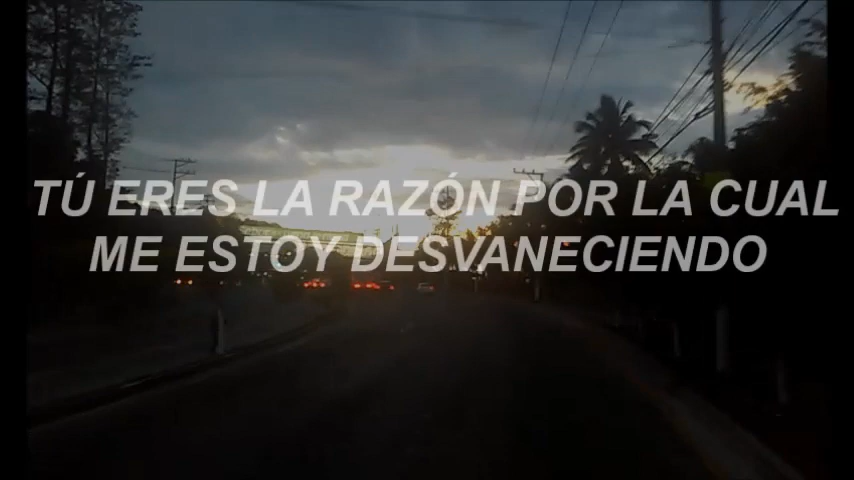 TÚ ERES LA RAZÓN POR LA CUAL
ME ESTOY DESVANECIENDO